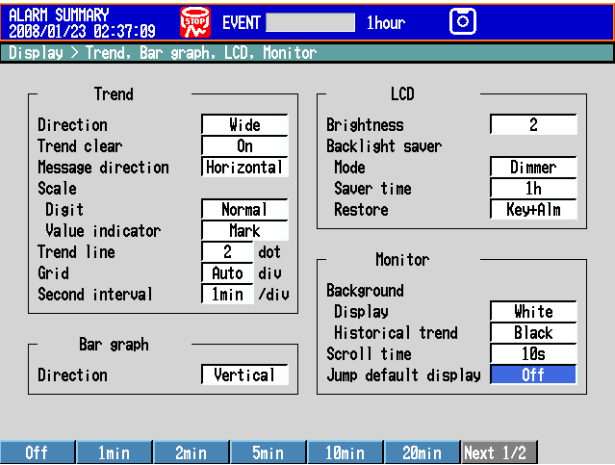 ALARM SUMMARY
2008/01/23 02:37:09
STOP
EVENT
1hour
Display > Trend, Bar graph, LCD, Monitor
Trend
Direction Wide
Trend clear On
Message direction Horizontal
Scale
Digit Normal
Value indicator Mark
Trend line 2 dot
Grid Auto div
Second interval 1min /div
Bar graph
Direction Vertical
LCD
Brightness 2
Backlight saver
Mode Dimmer
Saver time 1h
Restore Key+Alm
Monitor
Background
Display White
Historical trend Black
Scroll time 10s
Jump default display Off
Off 1min 2min 5min 10min 20min Next 1/2